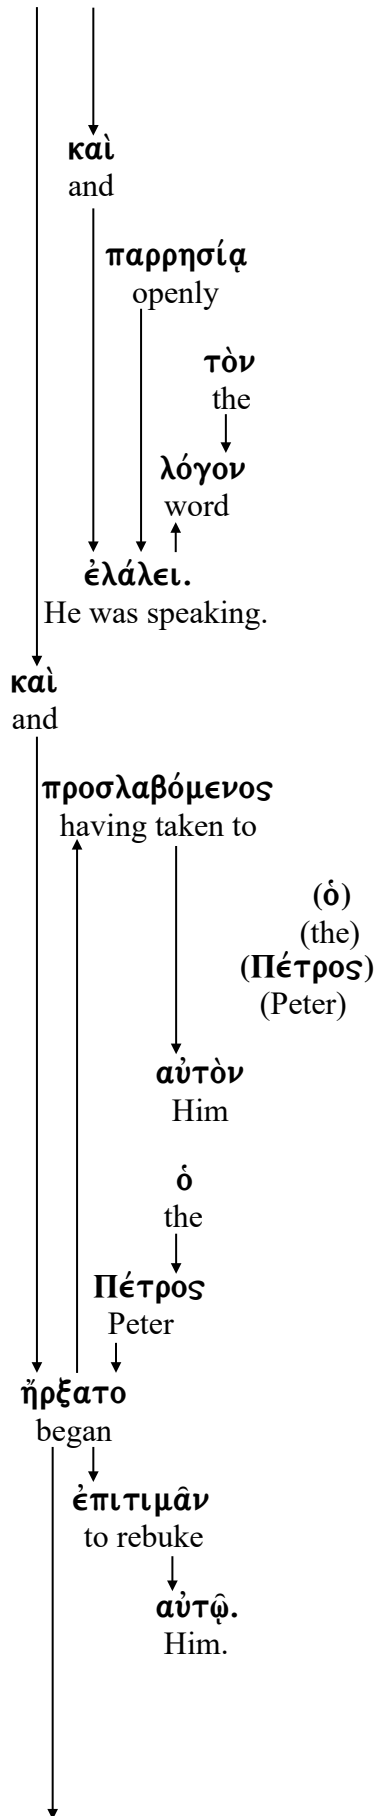 καὶ
and
παρρησίᾳ
openly
τὸν
the
λόγον
word
ἐλάλει.
He was speaking.
καὶ
and
προσλαβόμενος
having taken to
(ὁ)
(the)
(Πέτρος)
(Peter)
αὐτὸν
Him
ὁ
the
Πέτρος
Peter
ἤρξατο
began
ἐπιτιμᾶν
to rebuke
αὐτῷ.
Him.